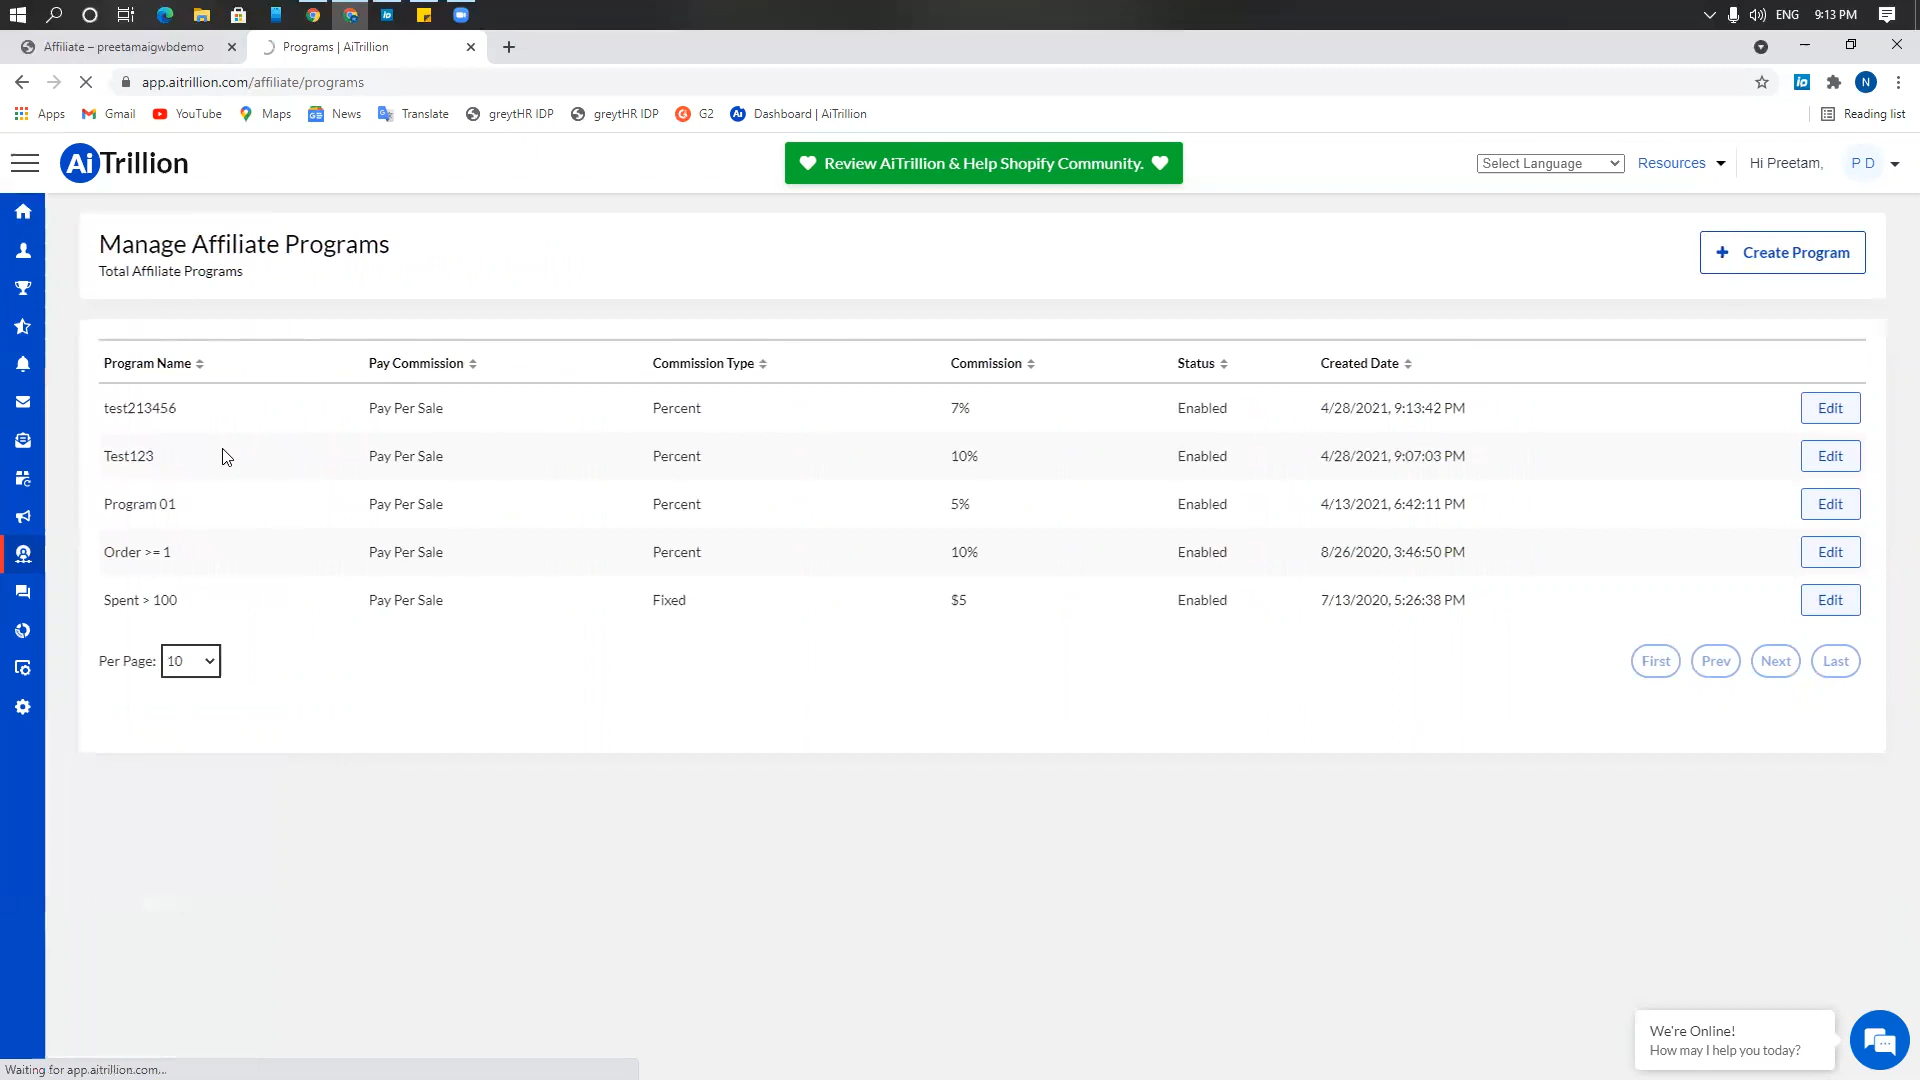 ENG 9:13 PM
Affiliate – preetamaigwbdemo Programs | AiTrillion
app.aitrillion.com/affiliate/programs
Apps Gmail YouTube Maps News Translate greytHR IDP greytHR IDP G2 Dashboard | AiTrillion Reading list
AiTrillion Review AiTrillion & Help Shopify Community. Select Language Resources Hi Preetam, P D
Manage Affiliate Programs
Total Affiliate Programs
+ Create Program
Program Name Pay Commission Commission Type Commission Status Created Date
test213456 Pay Per Sale Percent 7% Enabled 4/28/2021, 9:13:42 PM Edit
Test123 Pay Per Sale Percent 10% Enabled 4/28/2021, 9:07:03 PM Edit
Program 01 Pay Per Sale Percent 5% Enabled 4/13/2021, 6:42:11 PM Edit
Order >= 1 Pay Per Sale Percent 10% Enabled 8/26/2020, 3:46:50 PM Edit
Spent > 100 Pay Per Sale Fixed $5 Enabled 7/13/2020, 5:26:38 PM Edit
Per Page: 10 First Prev Next Last
We're Online!
How may I help you today?
Waiting for app.aitrillion.com...